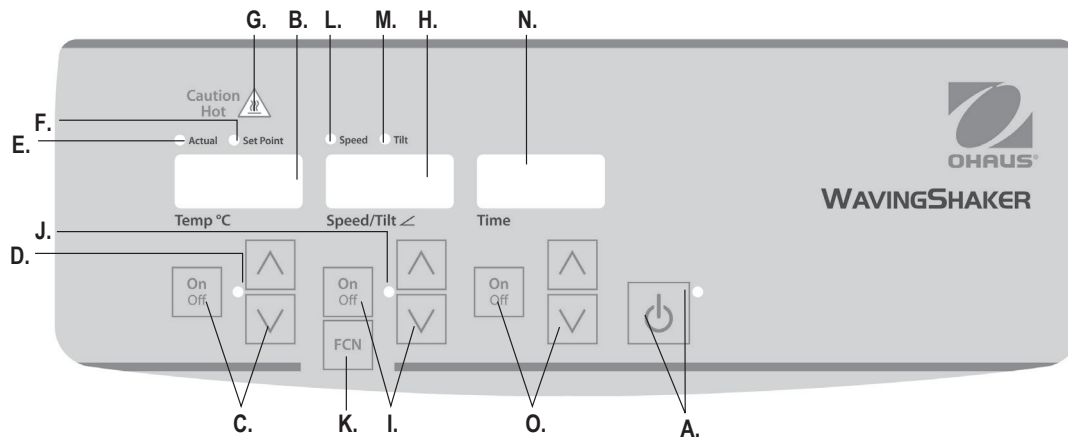 G. B. L. M. H. N.
Caution
Hot
F.
E.
Actual Set Point Speed Tilt
OHAUS®
WAVINGSHAKER
Temp °C Speed/Tilt ∠ Time
J.
D.
On
Off
On
Off
On
Off
FCN
C. K. I. O. A.